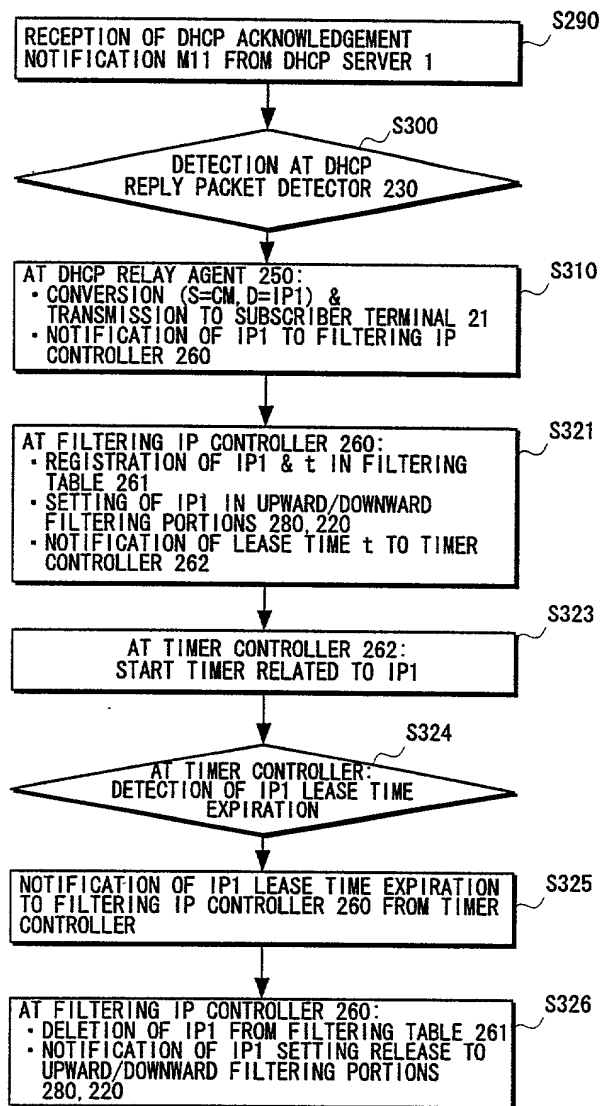 S290
RECEPTION OF DHCP ACKNOWLEDGEMENT
NOTIFICATION M11 FROM DHCP SERVER 1
S300
DETECTION AT DHCP
REPLY PACKET DETECTOR 230
S310
AT DHCP RELAY AGENT 250:
・CONVERSION (S=CM, D=IP1) &
TRANSMISSION TO SUBSCRIBER TERMINAL 21
・NOTIFICATION OF IP1 TO FILTERING IP
CONTROLLER 260
S321
AT FILTERING IP CONTROLLER 260:
・REGISTRATION OF IP1 & t IN FILTERING
TABLE 261
・SETTING OF IP1 IN UPWARD/DOWNWARD
FILTERING PORTIONS 280, 220
・NOTIFICATION OF LEASE TIME t TO TIMER
CONTROLLER 262
S323
AT TIMER CONTROLLER 262:
START TIMER RELATED TO IP1
S324
AT TIMER CONTROLLER:
DETECTION OF IP1 LEASE TIME
EXPIRATION
S325
NOTIFICATION OF IP1 LEASE TIME EXPIRATION
TO FILTERING IP CONTROLLER 260 FROM TIMER
CONTROLLER
S326
AT FILTERING IP CONTROLLER 260:
・DELETION OF IP1 FROM FILTERING TABLE 261
・NOTIFICATION OF IP1 SETTING RELEASE TO
UPWARD/DOWNWARD FILTERING PORTIONS
280, 220